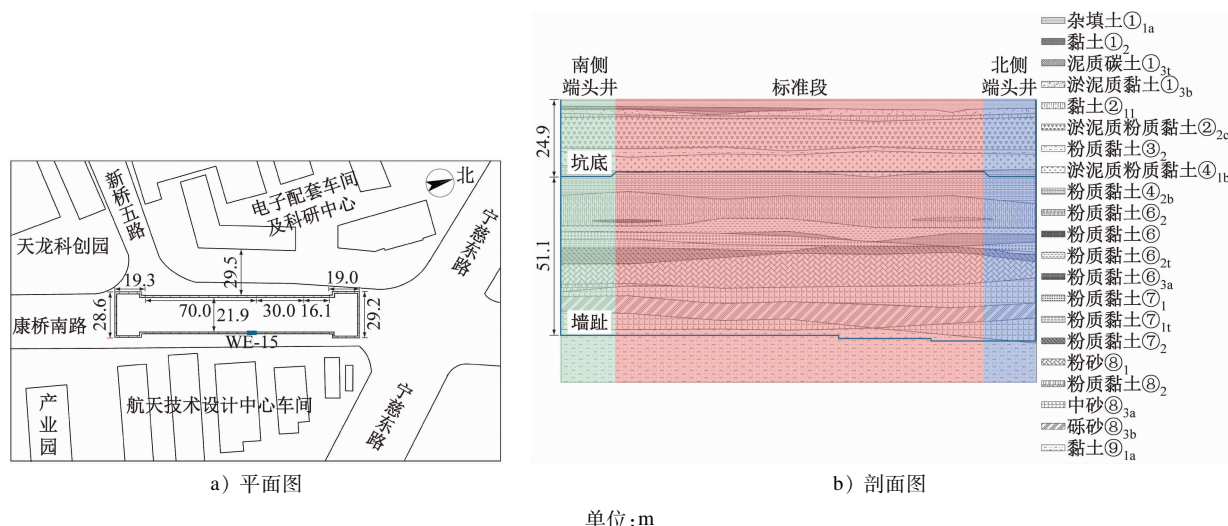 新桥五路
电子配套车间
及科研中心
北
宁慈东路
天龙科创园
29.5
19.3
19.0
28.6
70.0
21.9
30.0
16.1
29.2
康桥南路
WE-15
产业园
航天技术设计中心车间
宁慈东路
a) 平面图
南侧
端头井
标准段
北侧
端头井
24.9
坑底
51.1
墙趾
杂填土①1a
黏土①2
泥质碳土①3t
淤泥质黏土①3b
黏土②11
淤泥质粉质黏土②2c
粉质黏土③2
淤泥质粉质黏土④1b
粉质黏土④2b
粉质黏土⑥2
粉质黏土⑥
粉质黏土⑥2t
粉质黏土⑥3a
粉质黏土⑦1
粉质黏土⑦1t
粉质黏土⑦2
粉砂⑧1
粉质黏土⑧2
中砂⑧3a
砾砂⑧3b
黏土⑨1a
b) 剖面图
单位:m